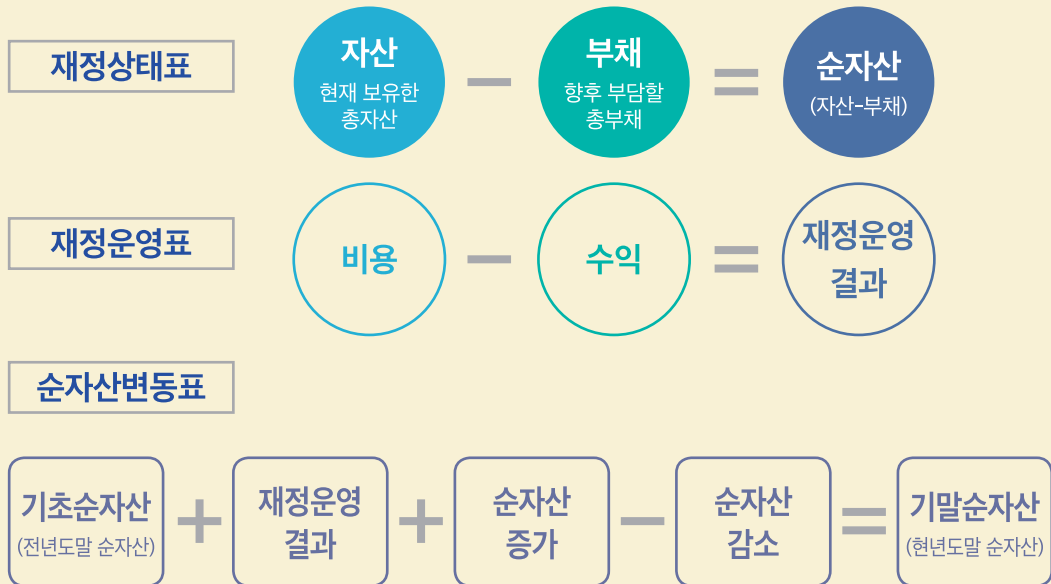 재정상태표
자산
현재 보유한
총자산
−
부채
향후 부담할
총부채
=
순자산
(자산-부채)
재정운영표
비용
−
수익
=
재정운영
결과
순자산변동표
기초순자산
(전년도말 순자산)
+
재정운영
결과
+
순자산
증가
−
순자산
감소
=
기말순자산
(현년도말 순자산)